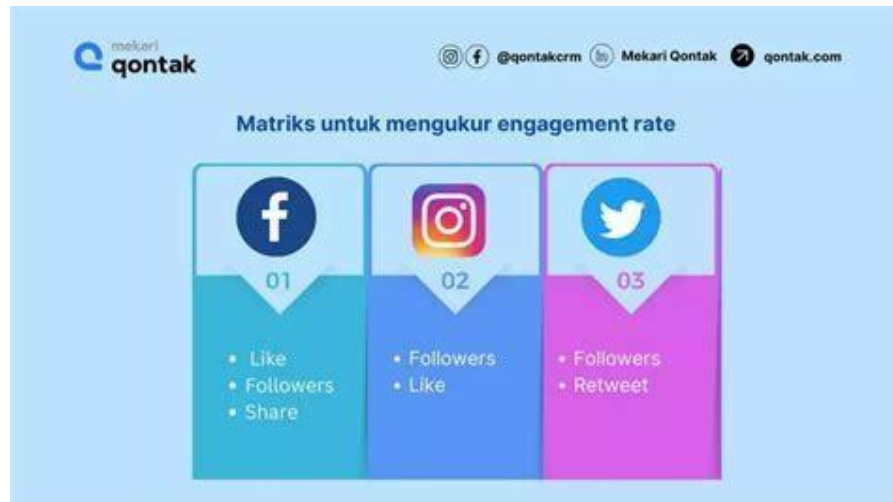 mekari
qontak
@qontakcrm in Mekari Qontak qontak.com
Matriks untuk mengukur engagement rate
01
02
03
• Like
• Followers
• Share
• Followers
• Like
• Followers
• Retweet